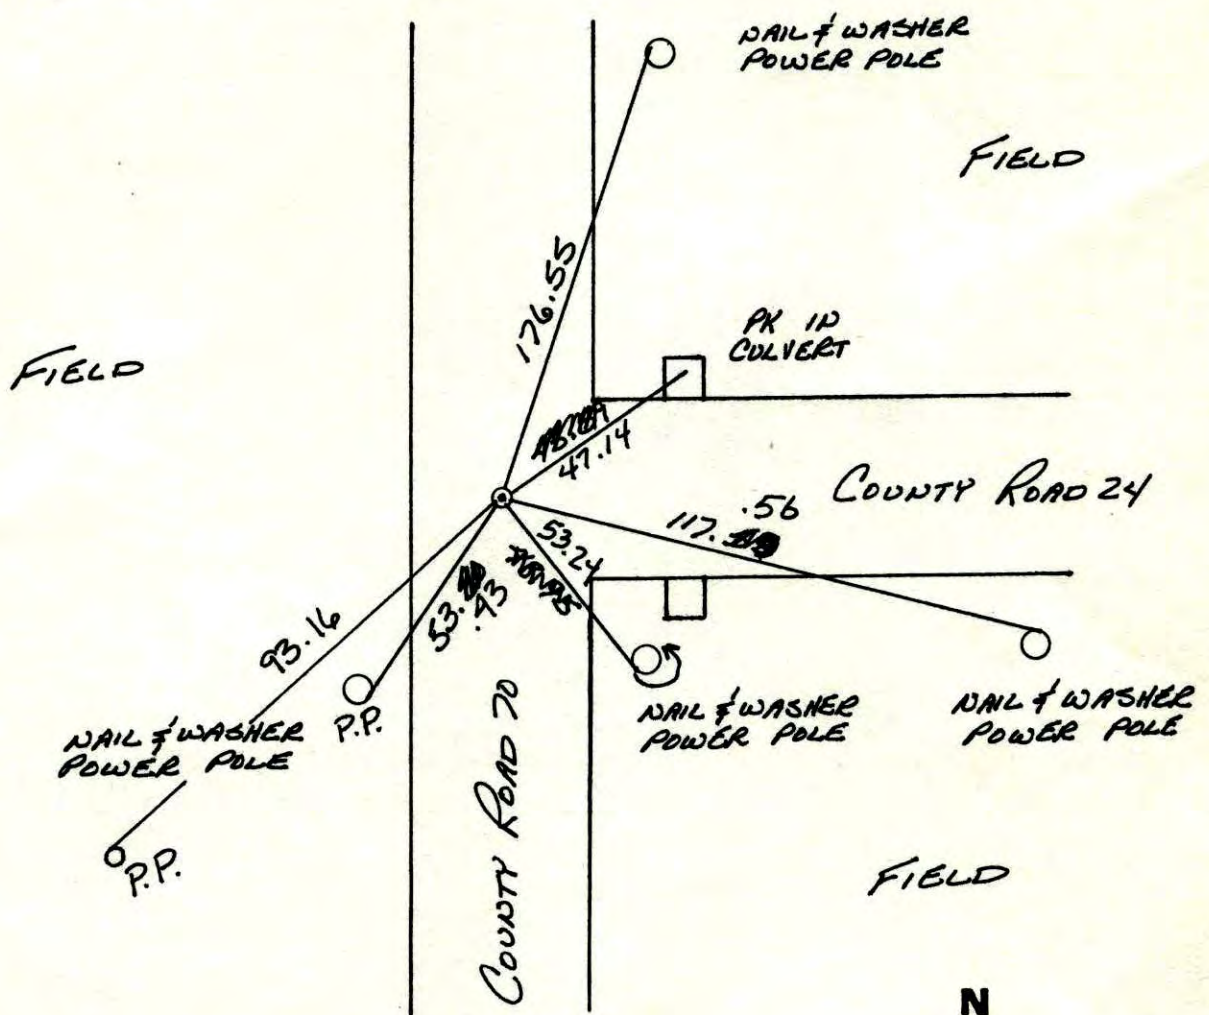 NAIL & WASHER
POWER POLE
FIELD
176.55
PK IN
CULVERT
FIELD
47.14
COUNTY ROAD 24
.56
117.
53.24
53.
.43
93.16
P.P.
NAIL & WASHER
POWER POLE
NAIL & WASHER
POWER POLE
NAIL & WASHER
POWER POLE
P.P.
COUNTY ROAD 70
FIELD
N